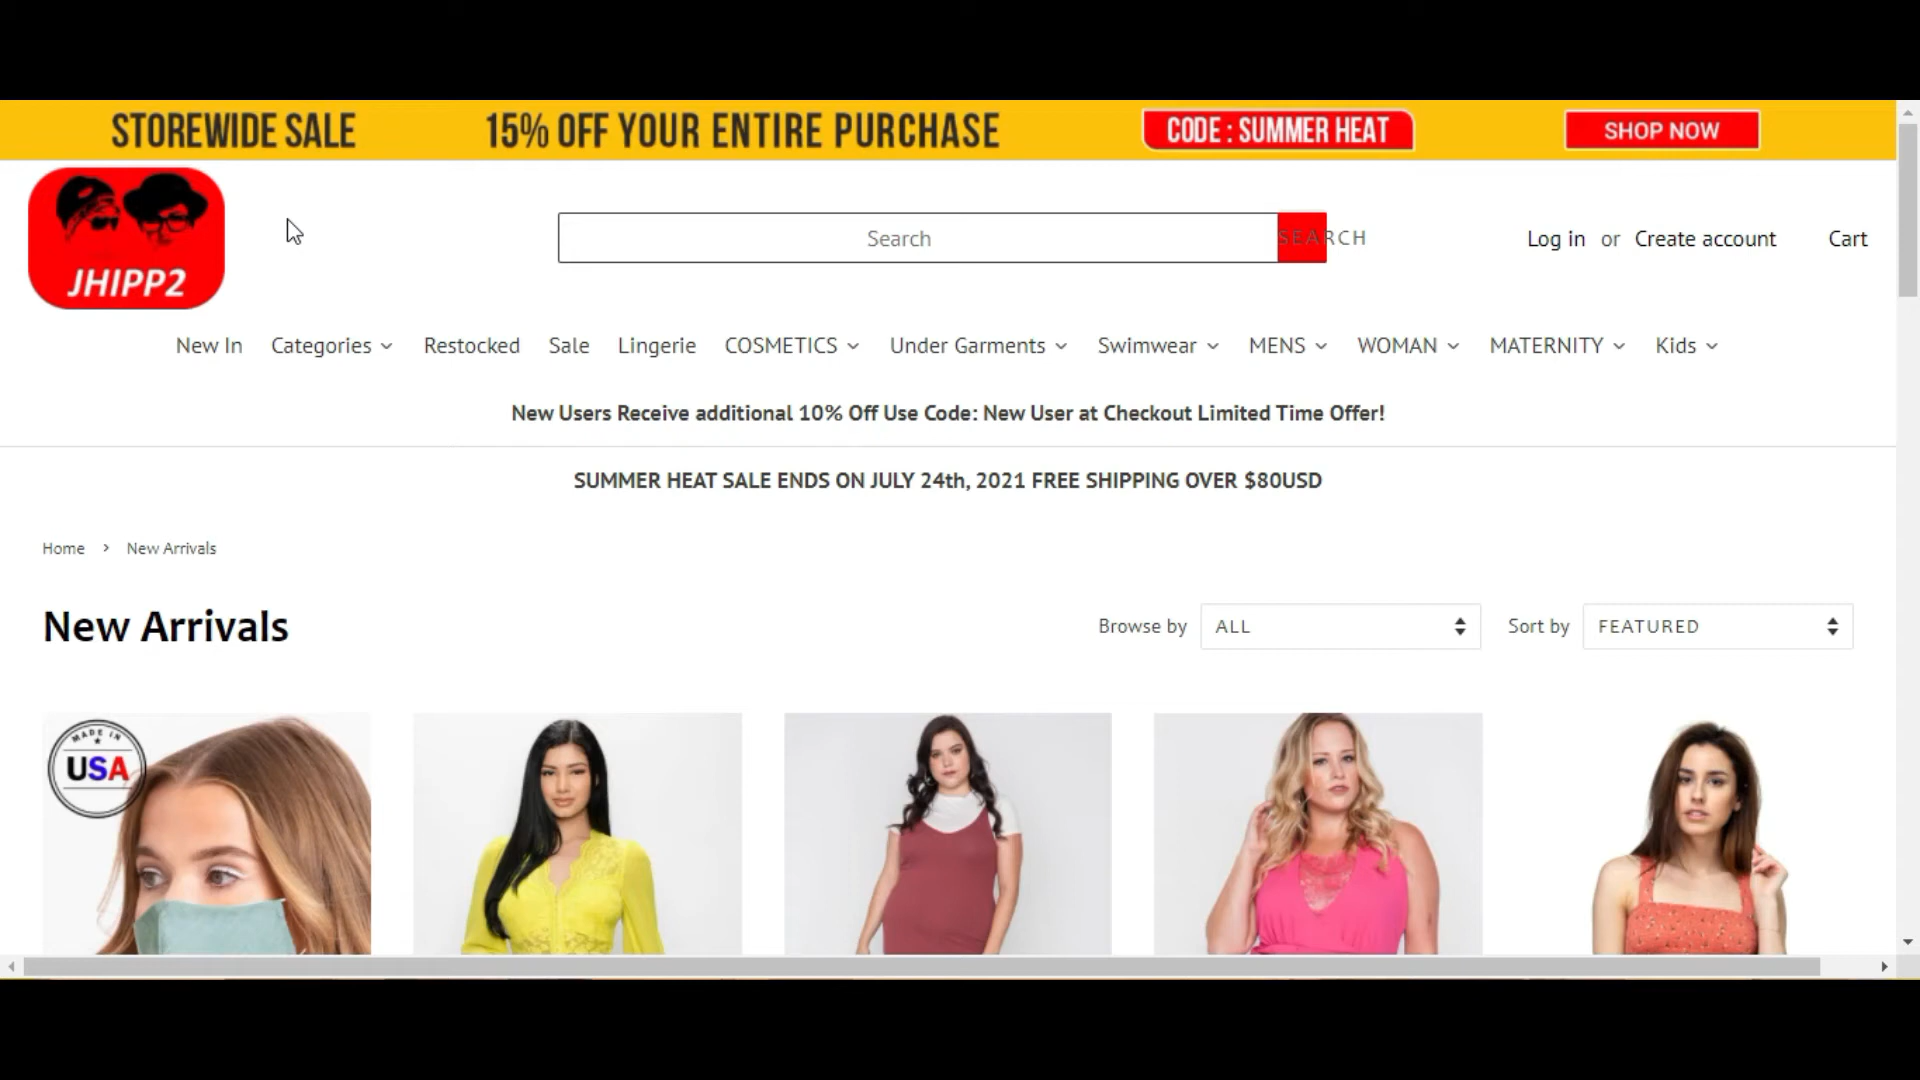 STOREWIDE SALE 15% OFF YOUR ENTIRE PURCHASE CODE : SUMMER HEAT SHOP NOW
JHIPP2
Search SEARCH Log in or Create account Cart
New In Categories Restocked Sale Lingerie COSMETICS Under Garments Swimwear MENS WOMAN MATERNITY Kids
New Users Receive additional 10% Off Use Code: New User at Checkout Limited Time Offer!
SUMMER HEAT SALE ENDS ON JULY 24th, 2021 FREE SHIPPING OVER $80USD
Home › New Arrivals
New Arrivals Browse by ALL Sort by FEATURED
MADE IN
USA